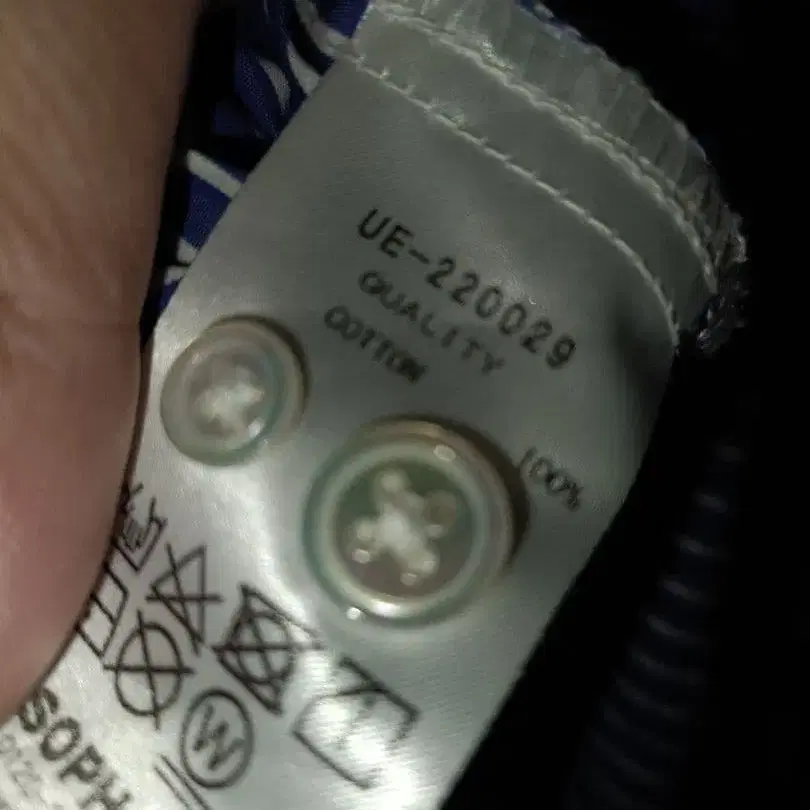 UE-220029
QUALITY
COTTON
100%
W
SOPH